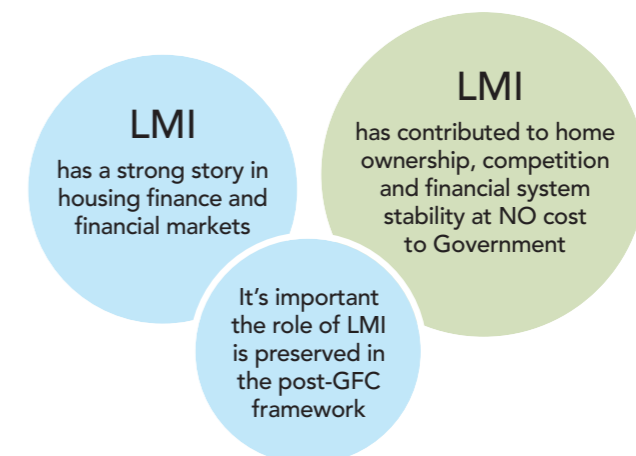 LMI
has a strong story in
housing finance and
financial markets
LMI
has contributed to home
ownership, competition
and financial system
stability at NO cost
to Government
It's important
the role of LMI
is preserved in
the post-GFC
framework